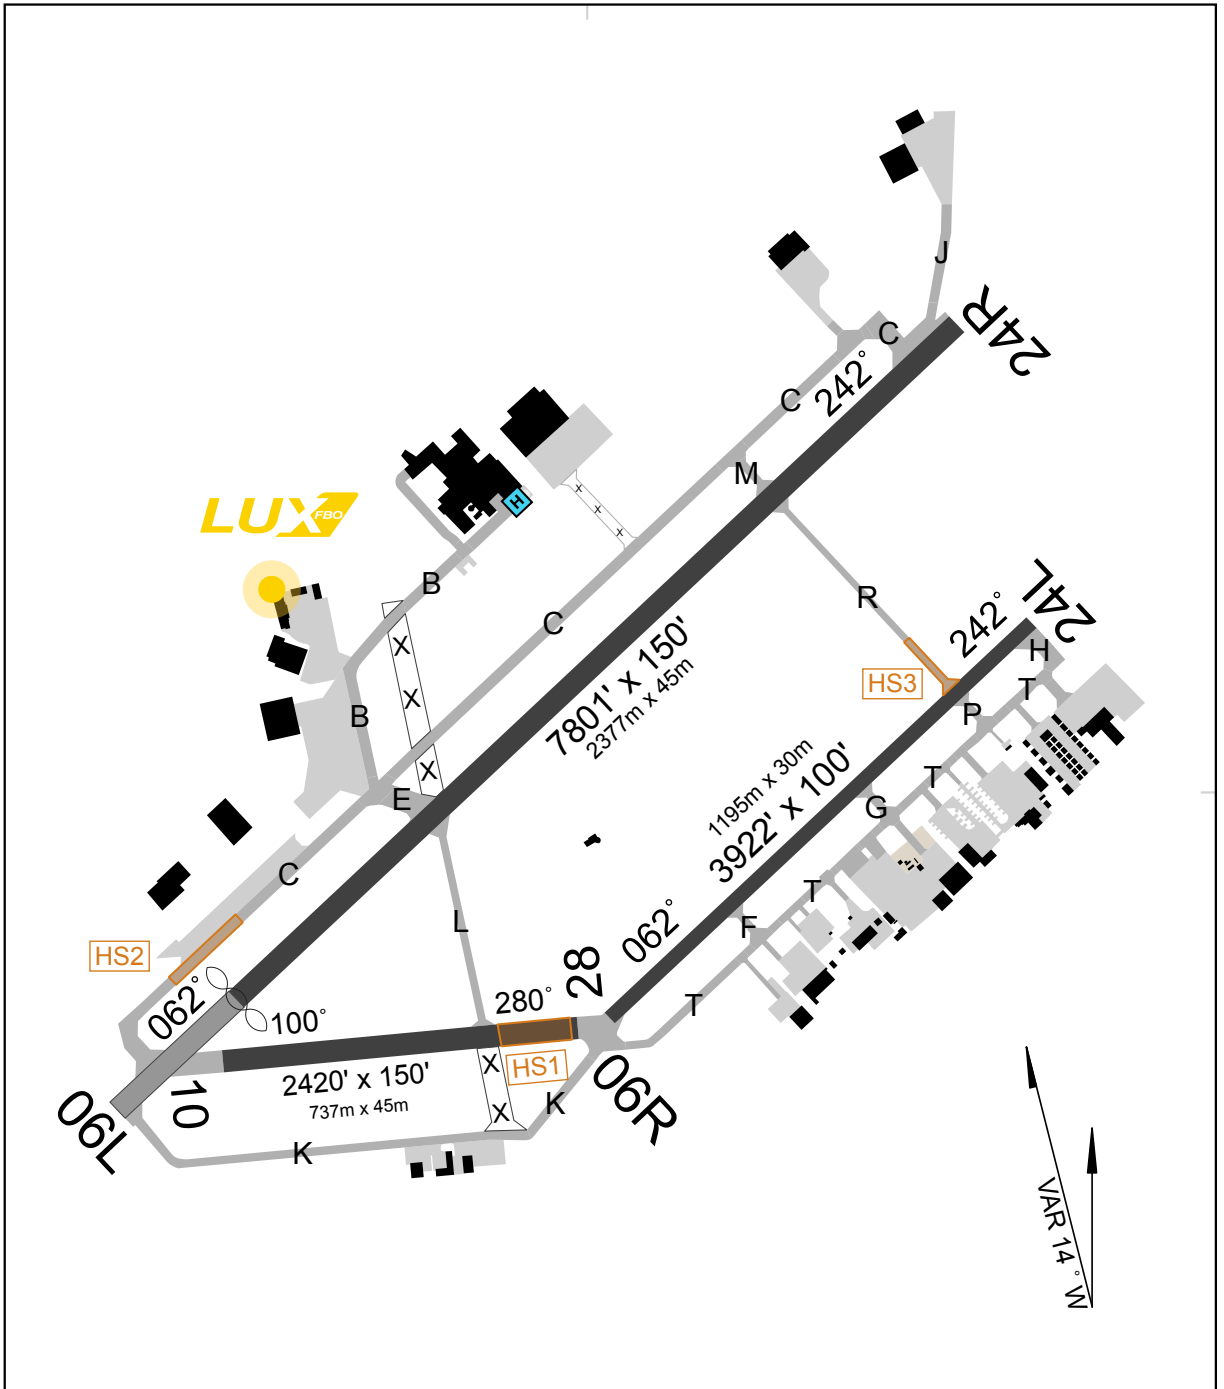 24R
J
C
242°
C
M
LUX
FBO
H
x
x
x
B
R
24L
242°
C
X
H
HS3
T
7801' x 150'
2377m x 45m
X
B
P
1195m x 30m
3922' x 100'
X
T
E
G
C
T
L
F
062°
HS2
28
062°
100°
280°
T
X
HS1
2420' x 150'
737m x 45m
10
06L
X
K
06R
K
VAR 14° W